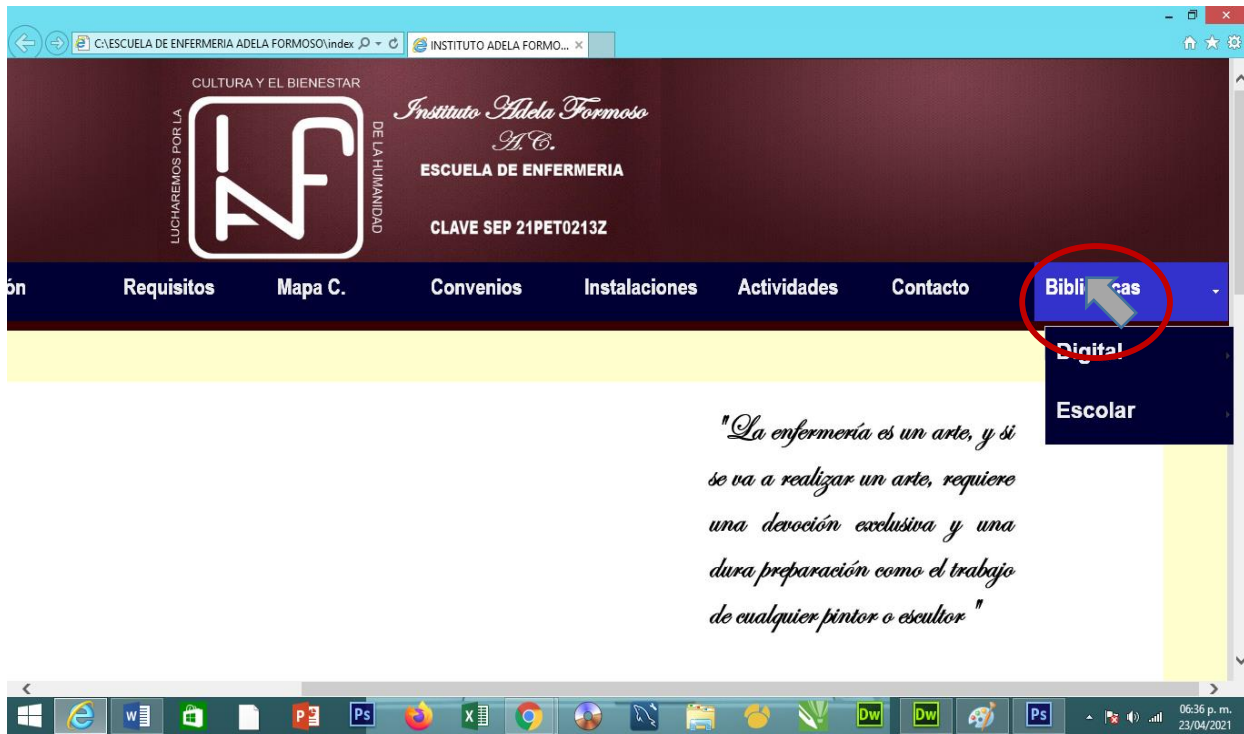 C:\ESCUELA DE ENFERMERIA ADELA FORMOSO\index
INSTITUTO ADELA FORMO...
LUCHAREMOS POR LA
CULTURA Y EL BIENESTAR
DE LA HUMANIDAD
Instituto Adela Formoso
A.C.
ESCUELA DE ENFERMERIA
CLAVE SEP 21PET0213Z
ón Requisitos Mapa C. Convenios Instalaciones Actividades Contacto
Digital
Escolar
"La enfermería es un arte, y si
se va a realizar un arte, requiere
una devoción exclusiva y una
dura preparación como el trabajo
de cualquier pintor o escultor "
06:36 p. m.
23/04/2021